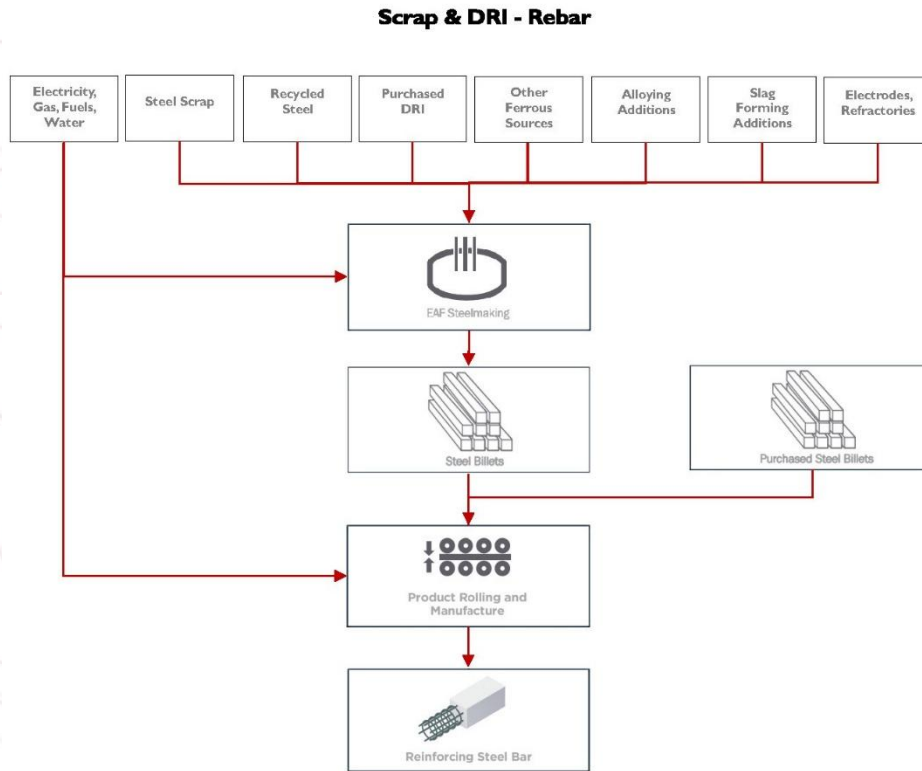 Scrap & DRI - Rebar
Electricity,
Gas, Fuels,
Water
Steel Scrap
Recycled
Steel
Purchased
DRI
Other
Ferrous
Sources
Alloying
Additions
Slag
Forming
Additions
Electrodes,
Refractories
EAF Steelmaking
Steel Billets
Purchased Steel Billets
Product Rolling and
Manufacture
Reinforcing Steel Bar